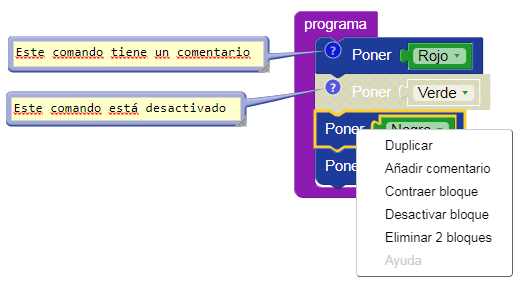 programa
Este comando tiene un comentario
? Poner Rojo
? Poner Verde
Este comando está desactivado
Poner Negro
Poner
Duplicar
Añadir comentario
Contraer bloque
Desactivar bloque
Eliminar 2 bloques
Ayuda